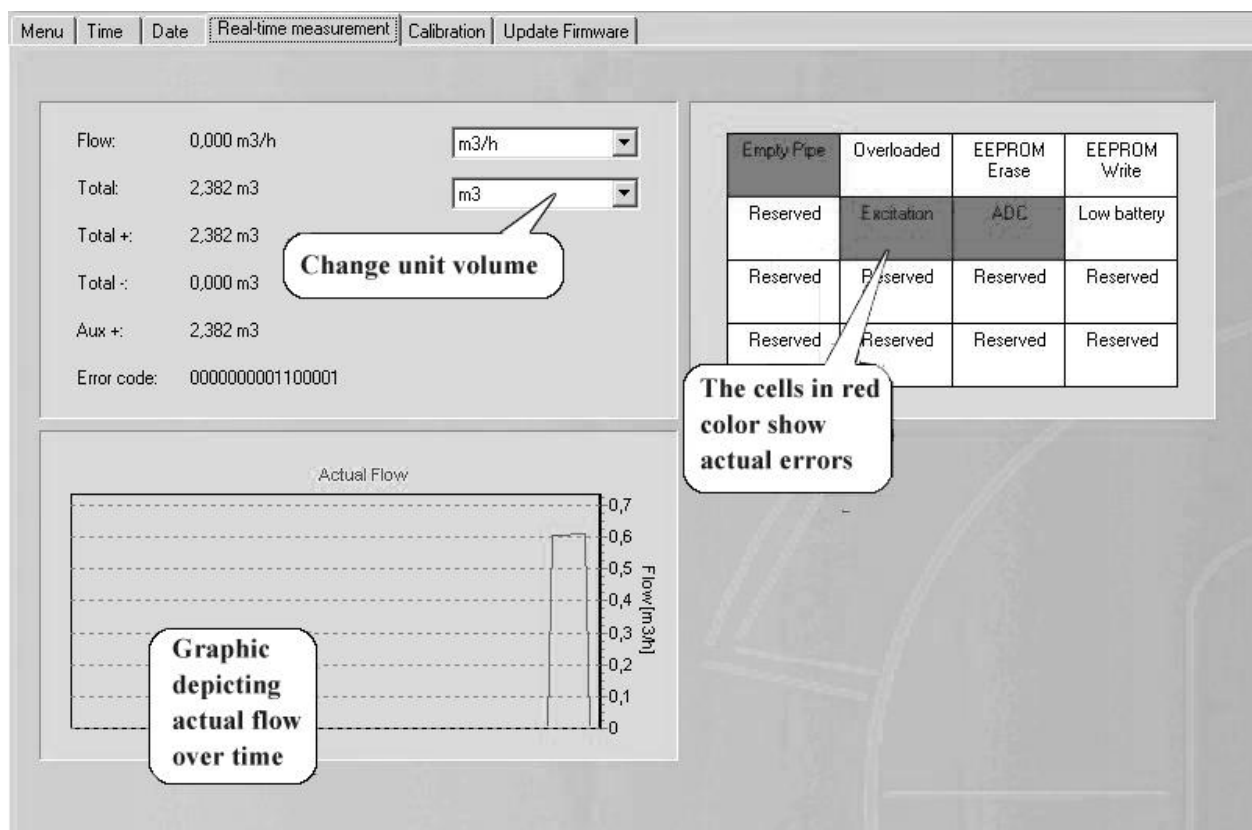 Menu Time Date Real-time measurement Calibration Update Firmware
Flow: 0,000 m3/h m3/h
Total: 2,382 m3 m3
Total +: 2,382 m3
Total -: 0,000 m3
Aux +: 2,382 m3
Error code: 0000000001100001
Change unit volume
Empty Pipe Overloaded EEPROM Erase EEPROM Write
Reserved Excitation ADC Low battery
Reserved Reserved Reserved Reserved
Reserved Reserved Reserved Reserved
The cells in red
color show
actual errors
Actual Flow
0,7
0,6
0,5
0,4
0,3
0,2
0,1
0
Flow [m3/h]
Graphic
depicting
actual flow
over time